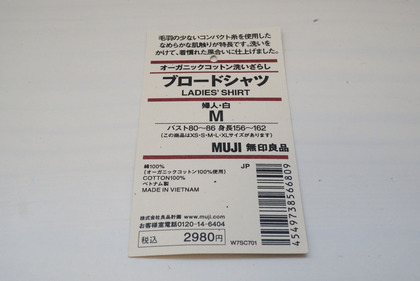 毛羽の少ないコンパクト糸を使用した
なめらかな肌触りが特長です。洗いを
かけて、着慣れた風合いに仕上げました。
オーガニックコットン洗いざらし
ブロードシャツ
LADIES' SHIRT
婦人・白
M
バスト80〜86 身長156〜162
(この商品はXS・S・M・L・XLサイズがあります)
MUJI 無印良品
綿100%
(オーガニックコットン100%使用)
COTTON100%
ベトナム製
MADE IN VIETNAM
JP
株式会社良品計画 www.muji.com
お客様室電話0120-14-6404
税込 2980円
W7SC701
4549738566809